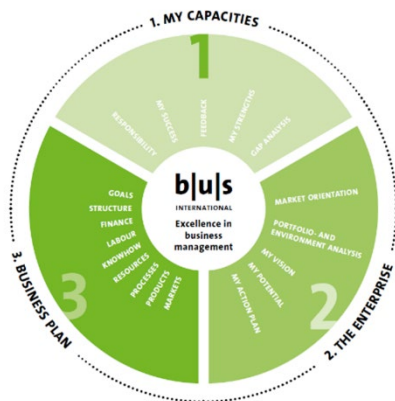 1. MY CAPACITIES
1
RESPONSIBILITY
MY SUCCESS
FEEDBACK
MY STRENGTHS
GAP ANALYSIS
b|u|s
INTERNATIONAL
Excellence in
business
management
MARKET ORIENTATION
PORTFOLIO- AND
ENVIRONMENT ANALYSIS
MY VISION
MY POTENTIAL
MY ACTION PLAN
2
2. THE ENTERPRISE
GOALS
STRUCTURE
FINANCE
LABOUR
KNOWHOW
RESOURCES
PROCESSES
PRODUCTS
MARKETS
3
3. BUSINESS PLAN